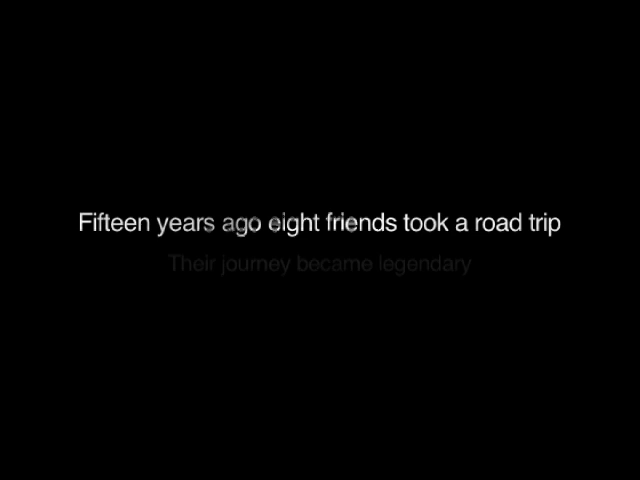 Fifteen years ago eight friends took a road trip
Their journey became legendary